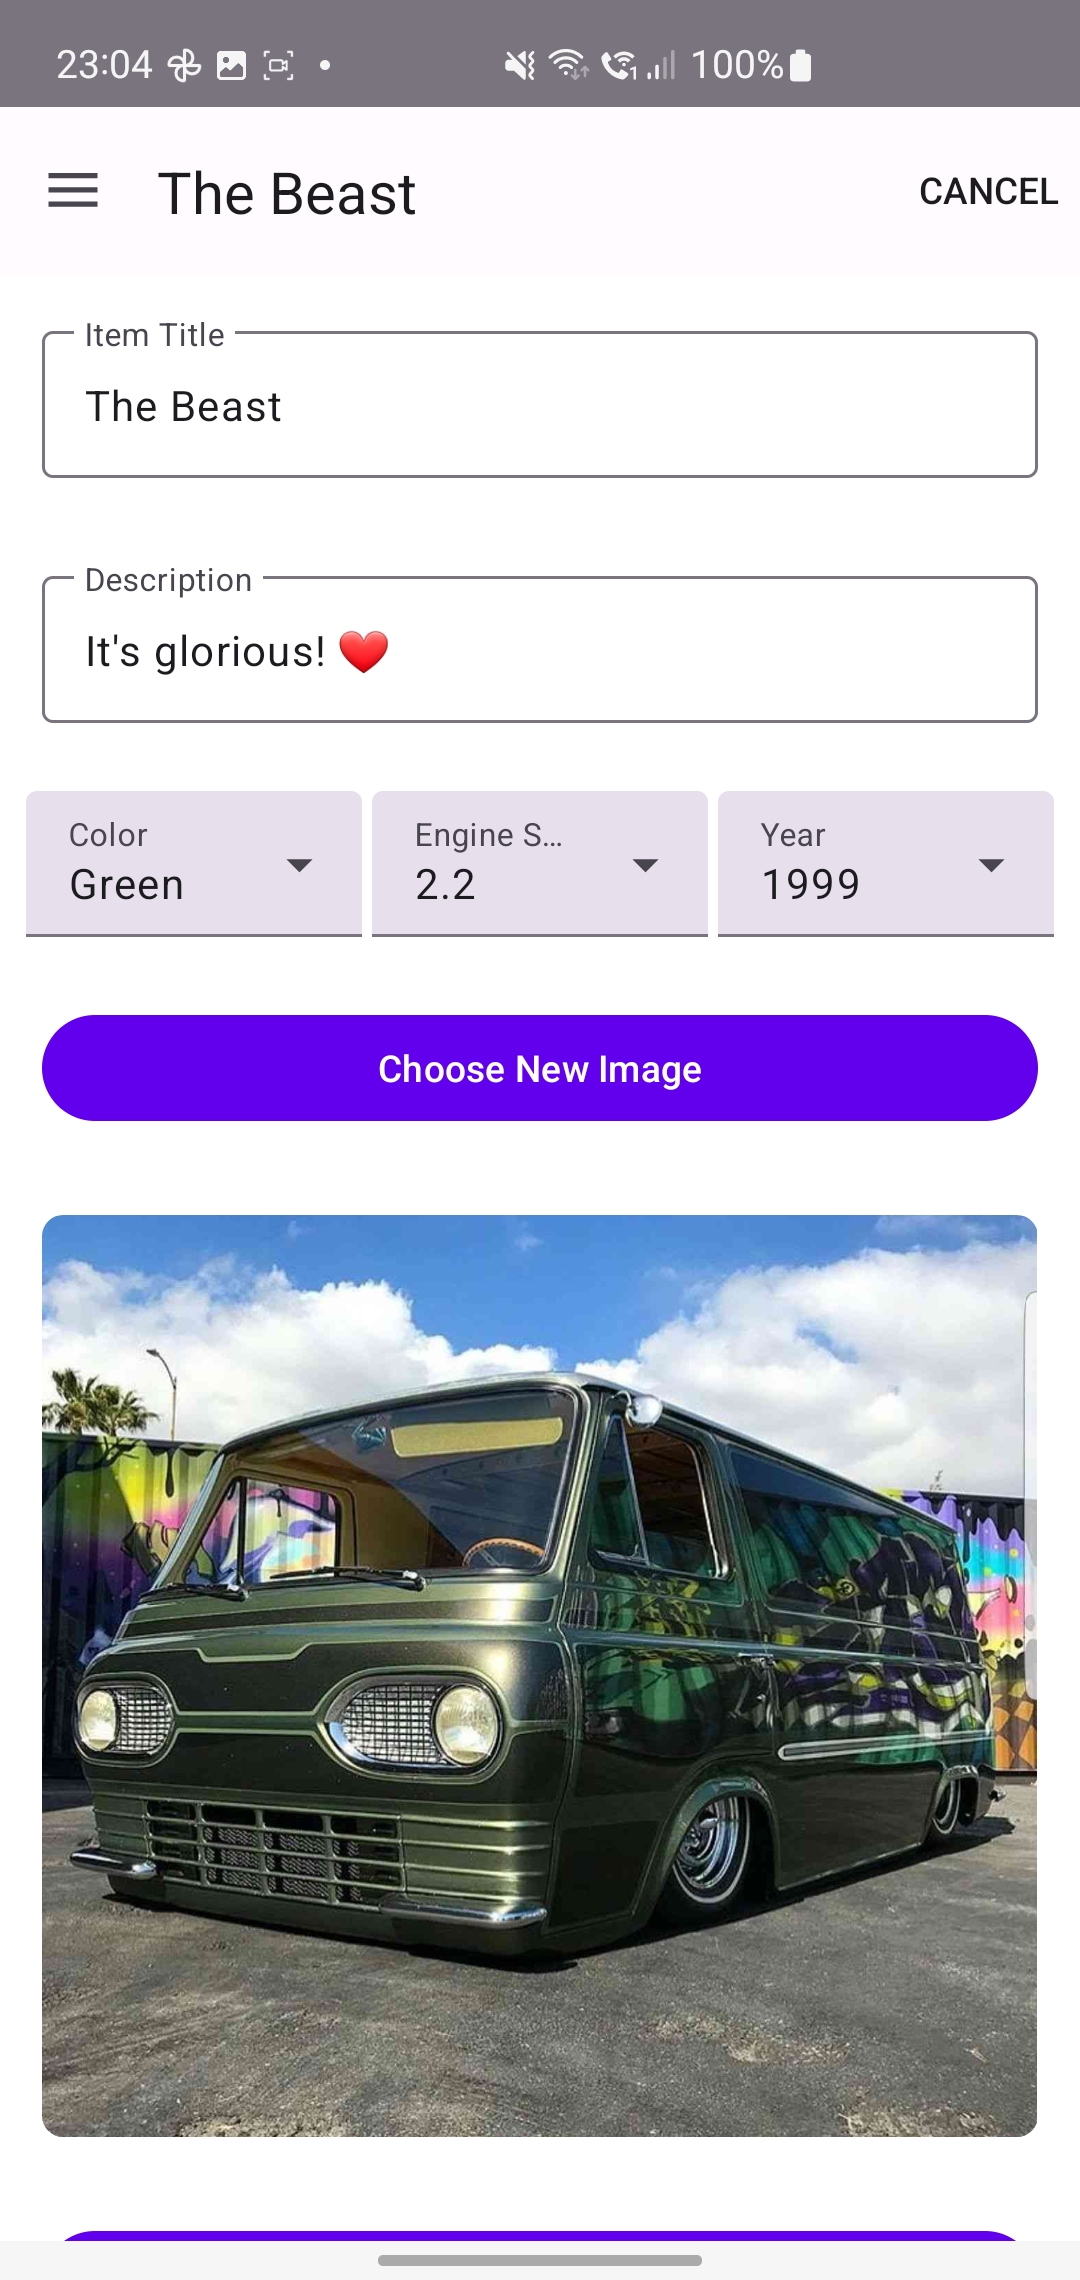 23:04 100%
The Beast CANCEL
Item Title
The Beast
Description
It's glorious! ❤️
Color Engine S... Year
Green 2.2 1999
Choose New Image